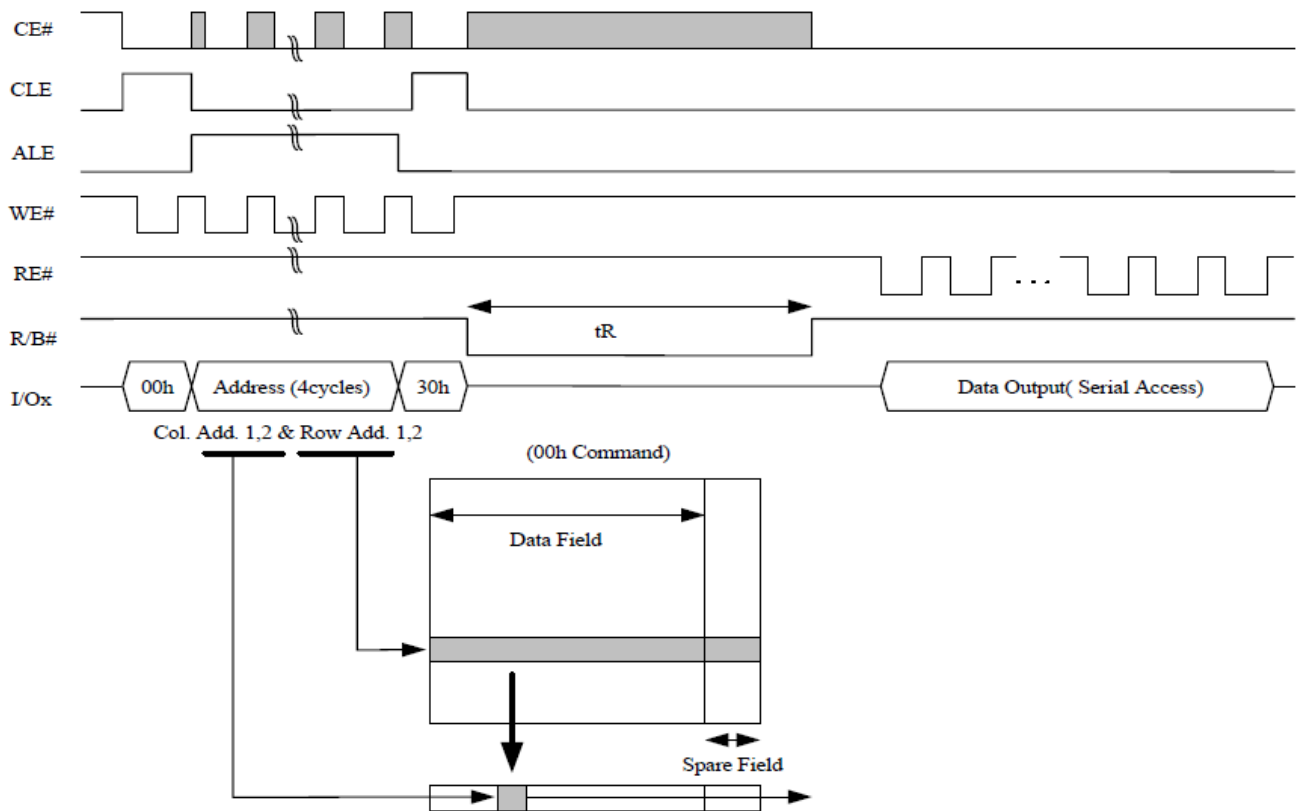 CE#
CLE
ALE
WE#
RE#
tR
R/B#
I/Ox
00h
Address (4cycles)
30h
Data Output( Serial Access)
Col. Add. 1,2 & Row Add. 1,2
(00h Command)
Data Field
Spare Field